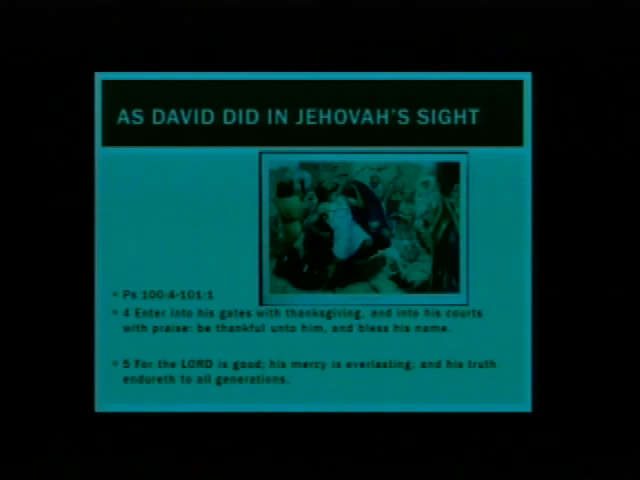 AS DAVID DID IN JEHOVAH'S SIGHT
Ps 100:4-101:1
4 Enter into his gates with thanksgiving, and into his courts
with praise: be thankful unto him, and bless his name.
5 For the LORD is good; his mercy is everlasting; and his truth
endureth to all generations.